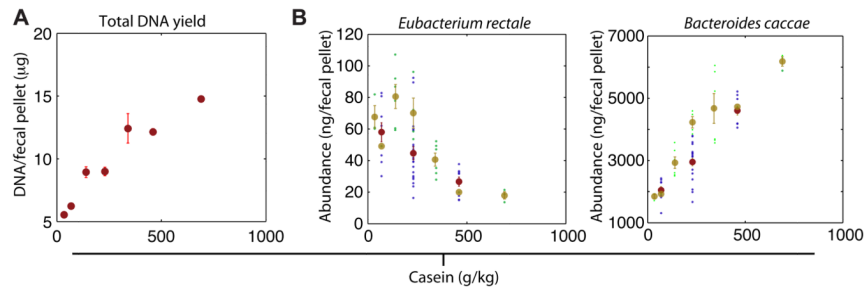 A
Total DNA yield
20
15
10
5
DNA/fecal pellet (μg)
0
500
1000
B
Eubacterium rectale
120
100
80
60
40
20
0
Abundance (ng/fecal pellet)
0
500
1000
Bacteroides caccae
7000
5000
3000
1000
Abundance (ng/fecal pellet)
0
500
1000
Casein (g/kg)